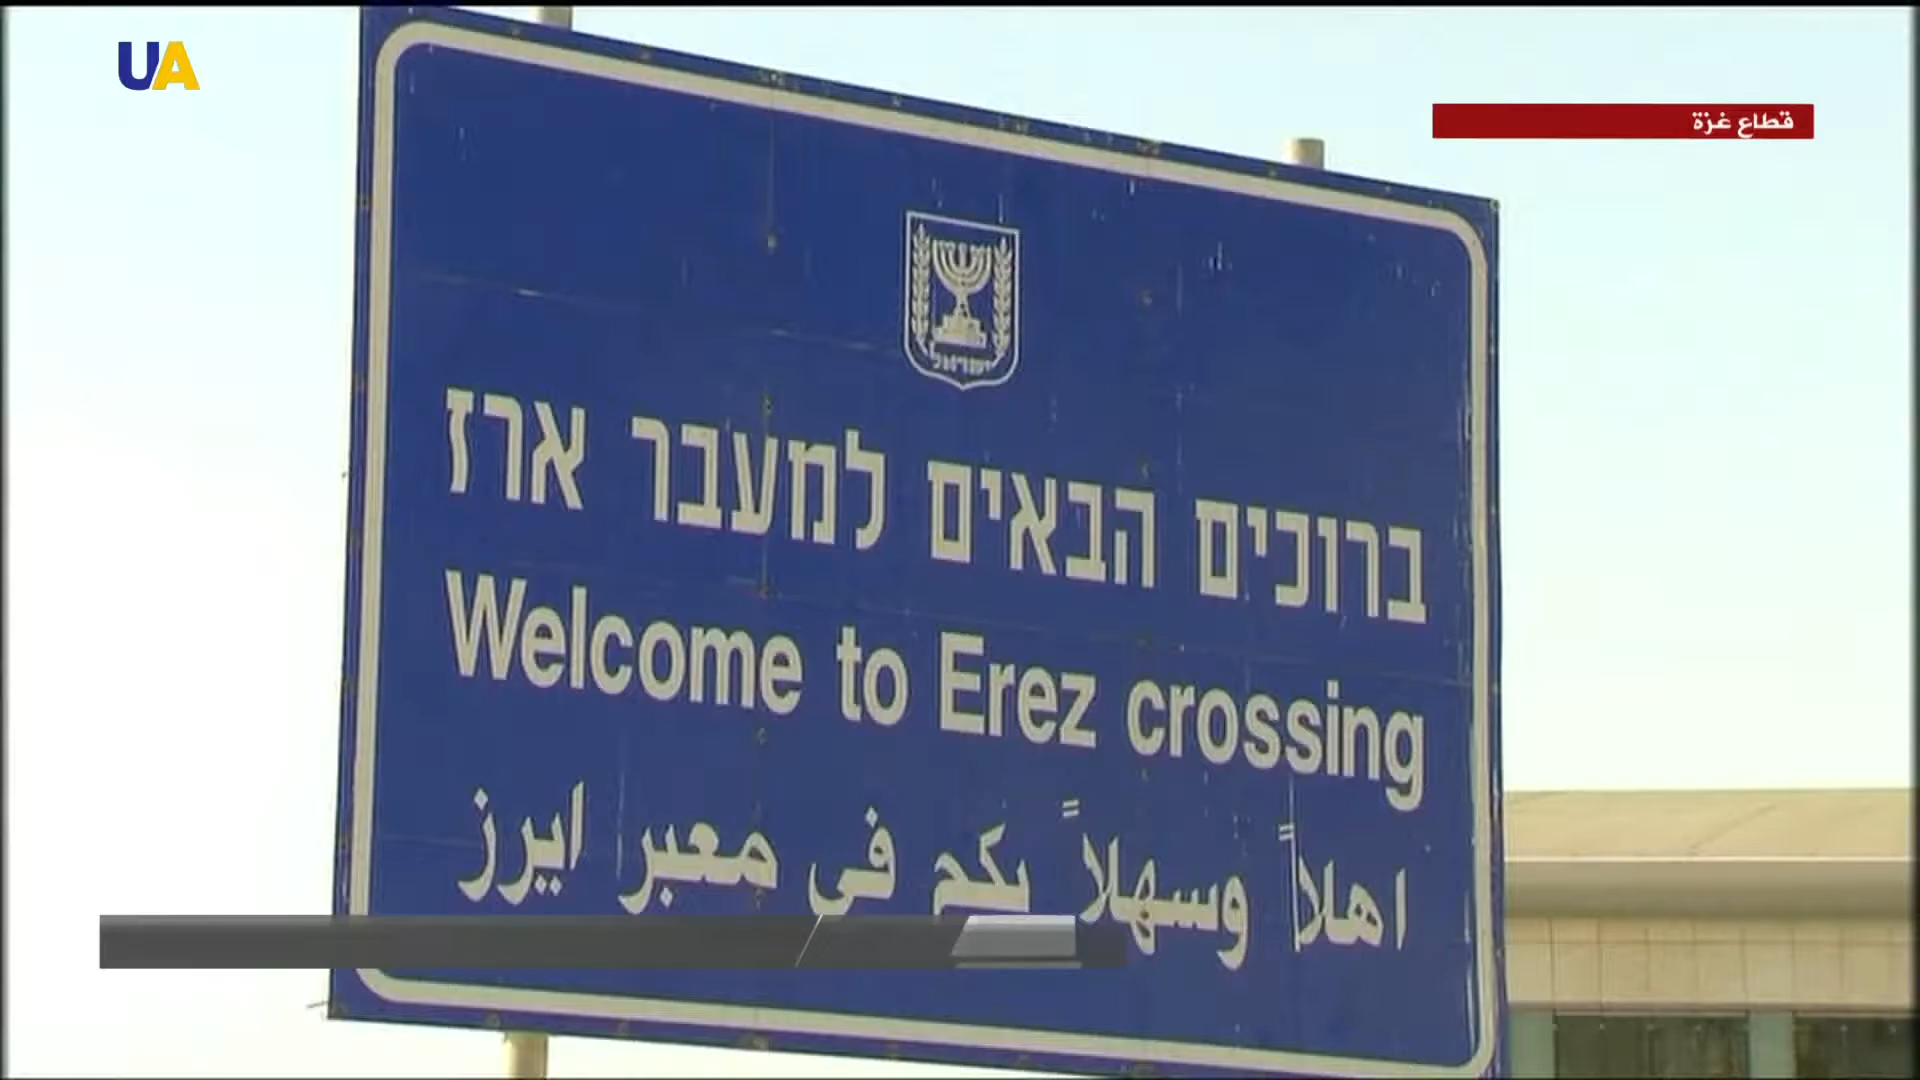 UA
قطاع غزة
ישראל
ברוכים הבאים למעבר ארז
Welcome to Erez crossing
اهلاً وسهلاً بكم في معبر ايرز